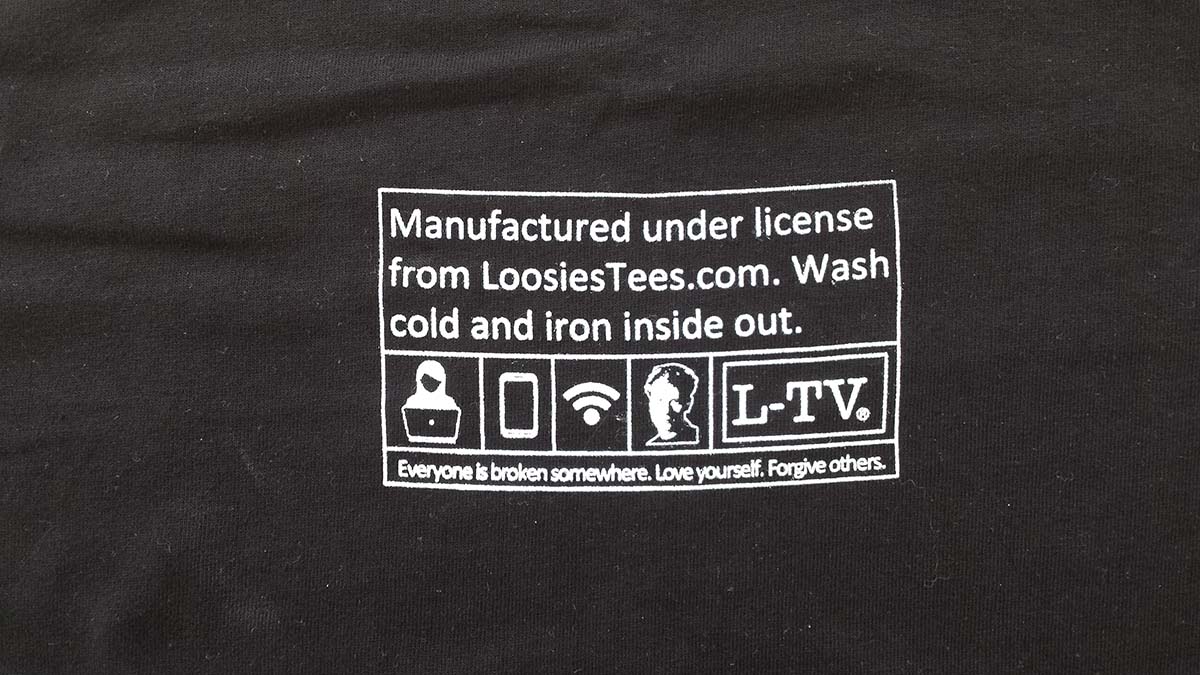 Manufactured under license
from LoosiesTees.com. Wash
cold and iron inside out.
L-TV®
Everyone is broken somewhere. Love yourself. Forgive others.